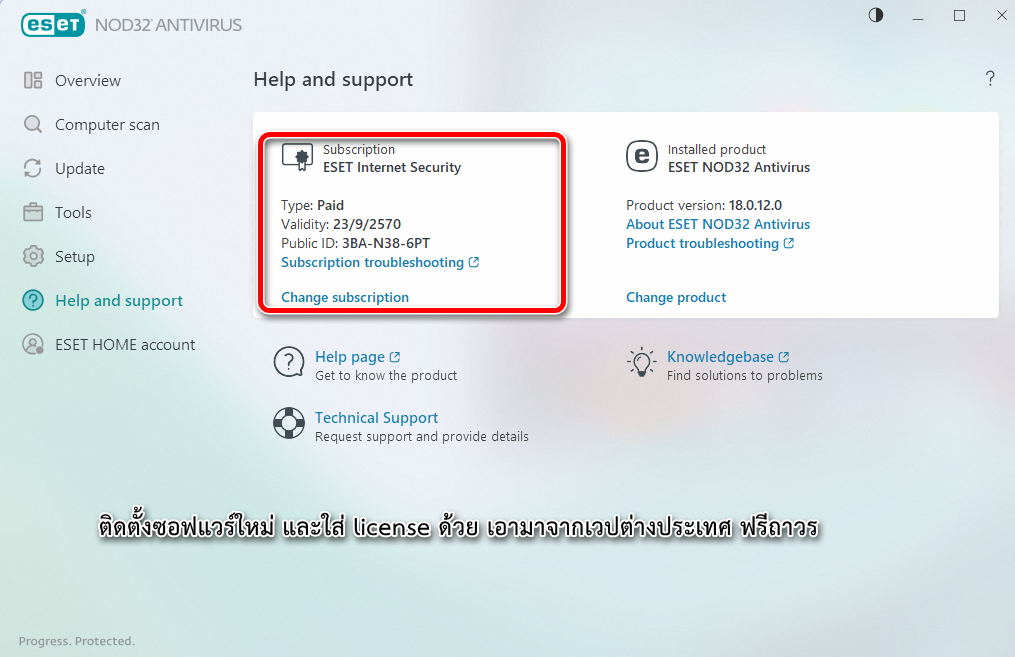 eset® NOD32® ANTIVIRUS
Overview
Computer scan
Update
Tools
Setup
Help and support
ESET HOME account
Help and support
?
Subscription
ESET Internet Security
Type: Paid
Validity: 23/9/2570
Public ID: 3BA-N38-6PT
Subscription troubleshooting
Change subscription
Installed product
ESET NOD32 Antivirus
Product version: 18.0.12.0
About ESET NOD32 Antivirus
Product troubleshooting
Change product
Help page
Get to know the product
Knowledgebase
Find solutions to problems
Technical Support
Request support and provide details
ติดตั้งซอฟแวร์ใหม่ และใส่ license ด้วย เอามาจากเวปต่างประเทศ ฟรีถาวร
Progress. Protected.